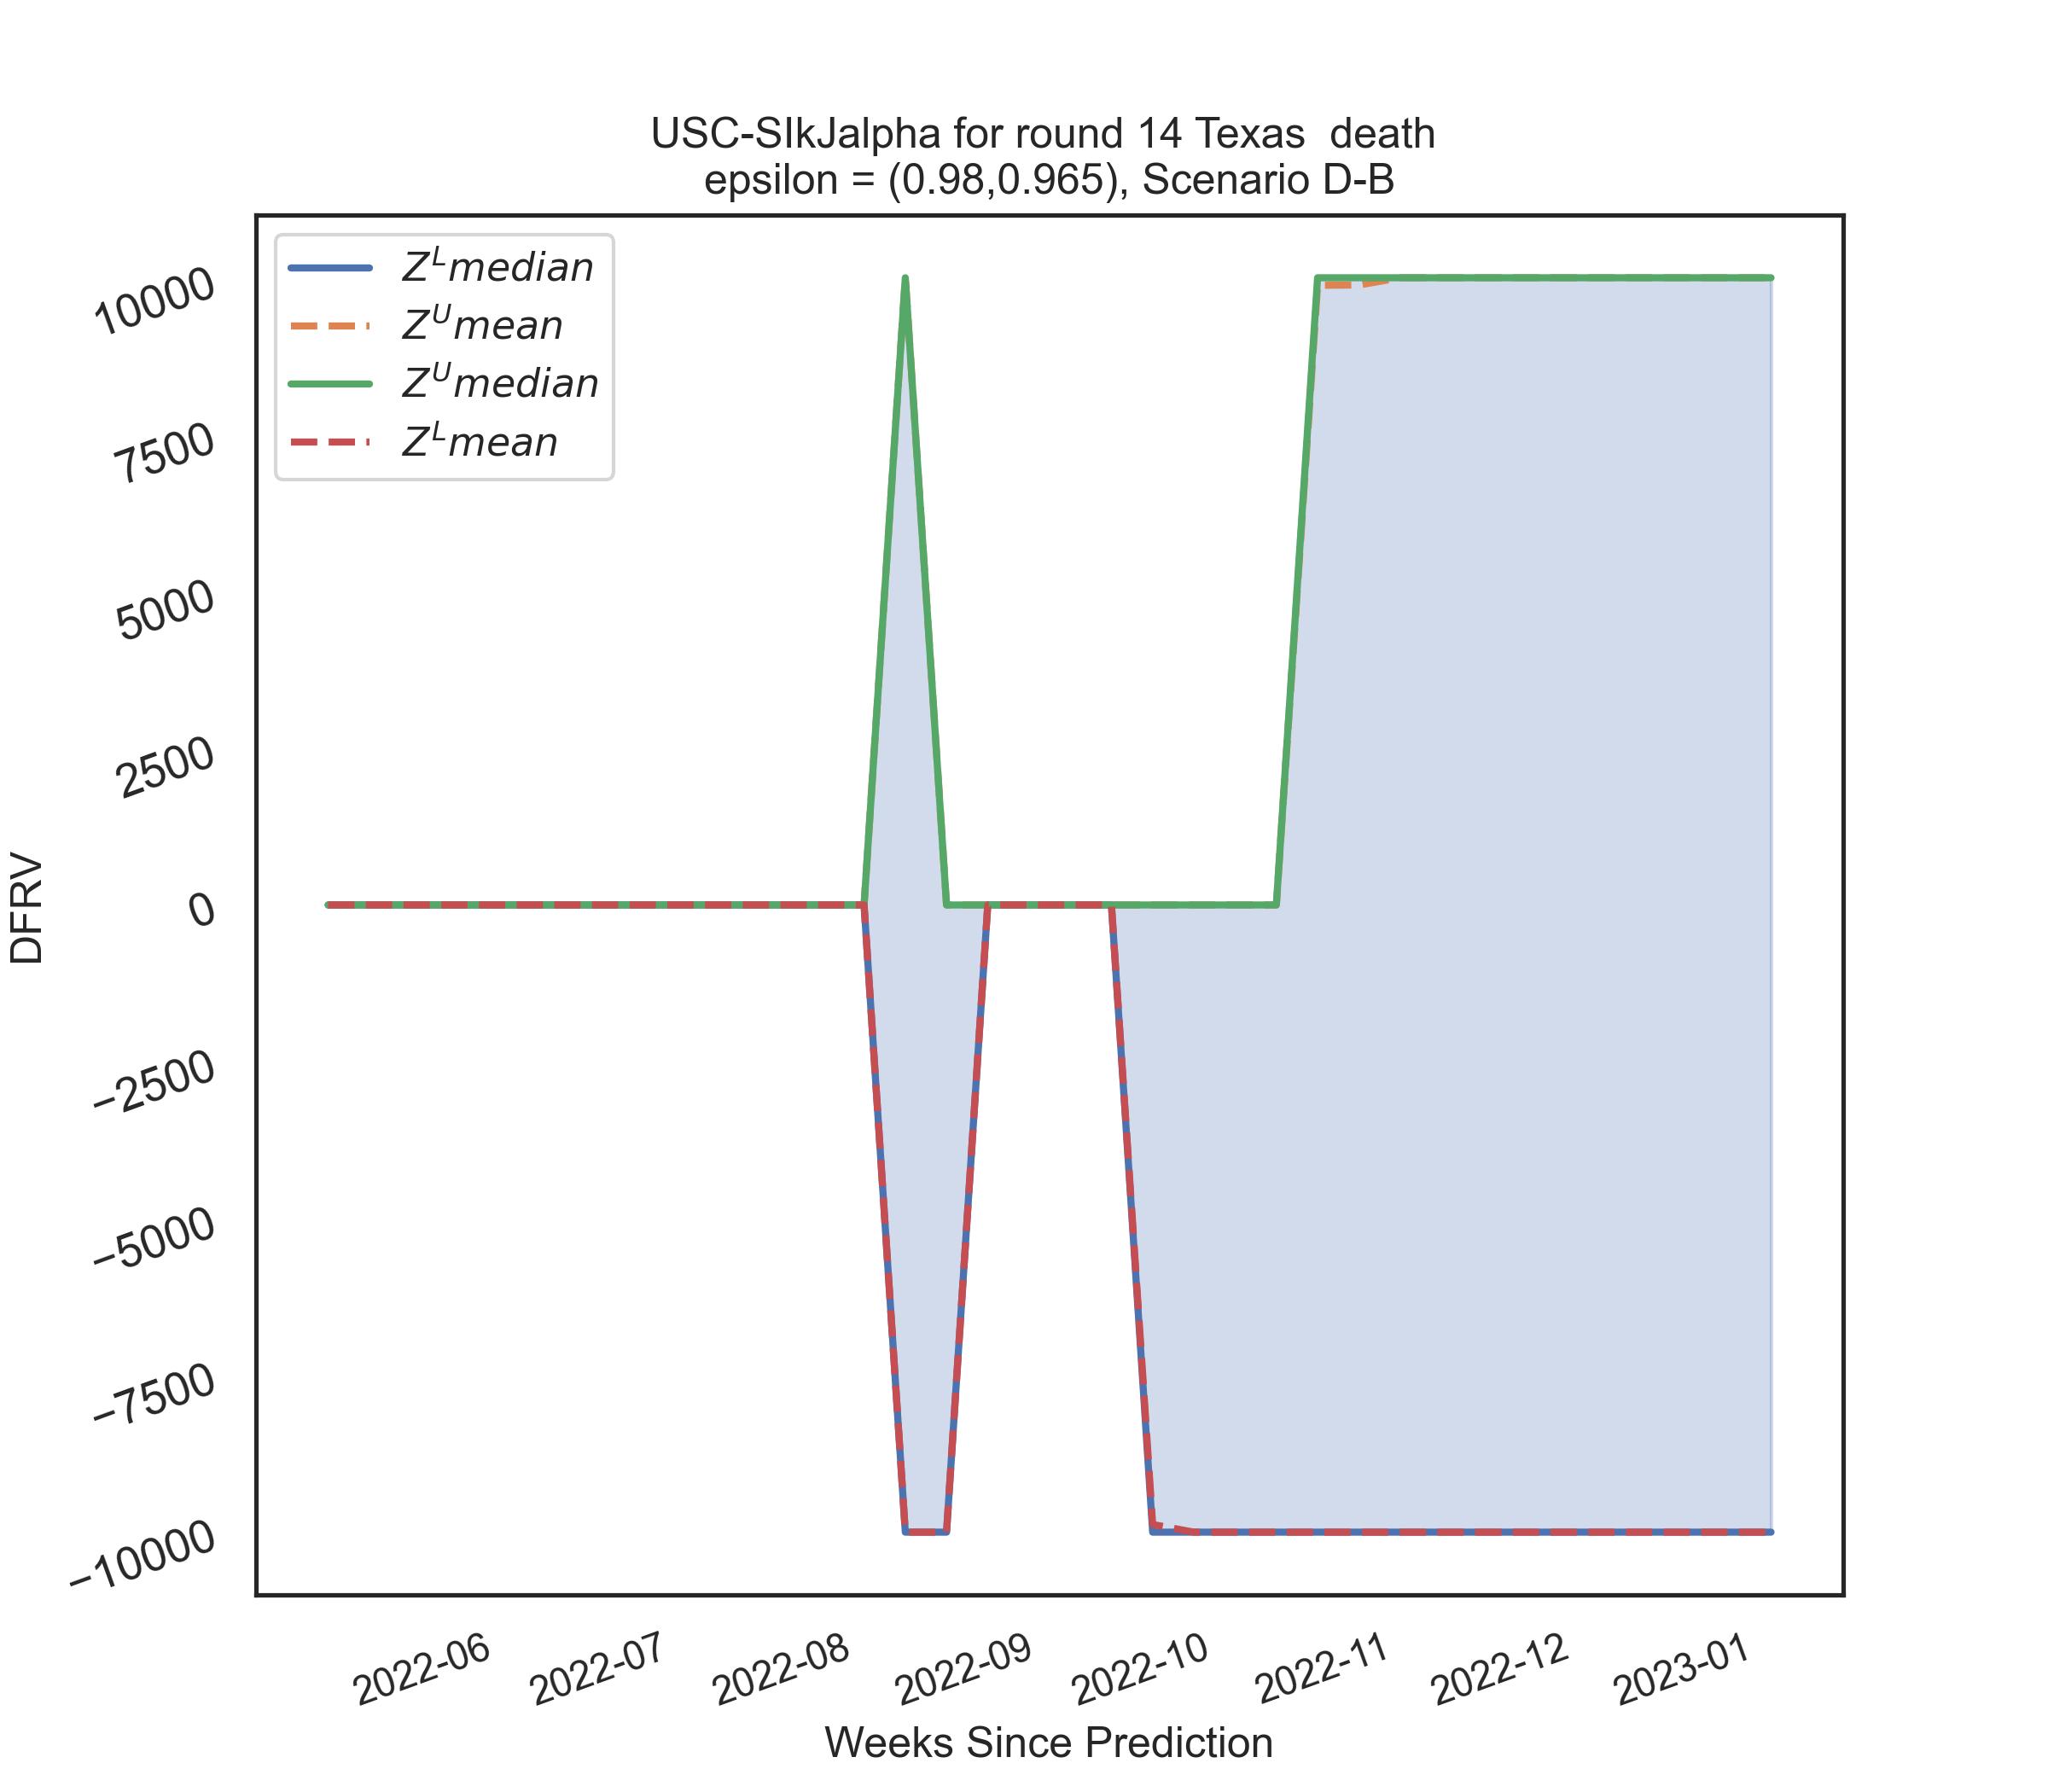 USC-SIkJalpha for round 14 Texas  death
epsilon = (0.98,0.965), Scenario D-B
Z^L median
Z^U mean
Z^U median
Z^L mean
10000
7500
5000
2500
0
−2500
−5000
−7500
−10000
DFRV
2022-06
2022-07
2022-08
2022-09
2022-10
2022-11
2022-12
2023-01
Weeks Since Prediction